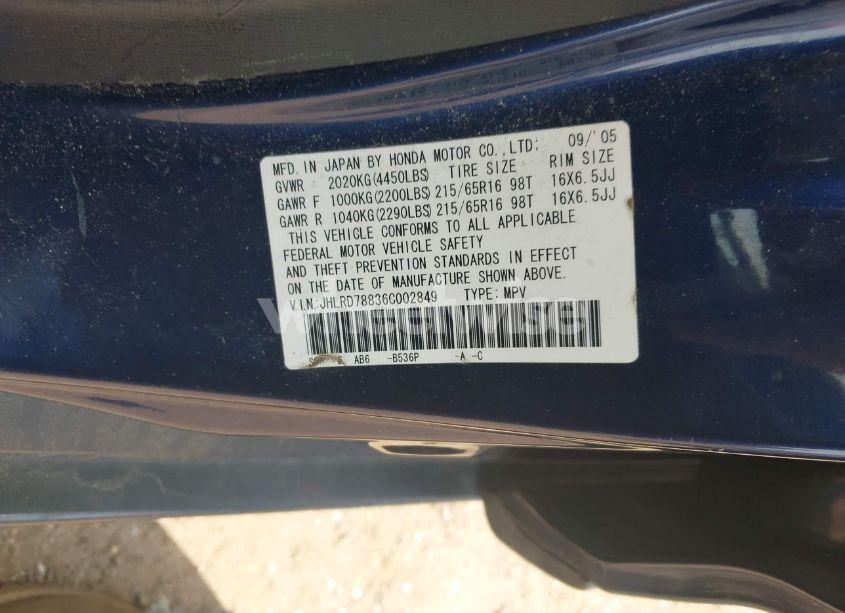 MFD. IN JAPAN BY HONDA MOTOR CO.,LTD: 09/'05
GVWR 2020KG(4450LBS) TIRE SIZE RIM SIZE
GAWR F 1000KG(2200LBS) 215/65R16 98T 16X6.5JJ
GAWR R 1040KG(2290LBS) 215/65R16 98T 16X6.5JJ
THIS VEHICLE CONFORMS TO ALL APPLICABLE
FEDERAL MOTOR VEHICLE SAFETY
AND THEFT PREVENTION STANDARDS IN EFFECT
ON THE DATE OF MANUFACTURE SHOWN ABOVE.
V.I.N:JHLRD78836C002849 TYPE: MPV
wheelwise
AB6 -B536P -A -C